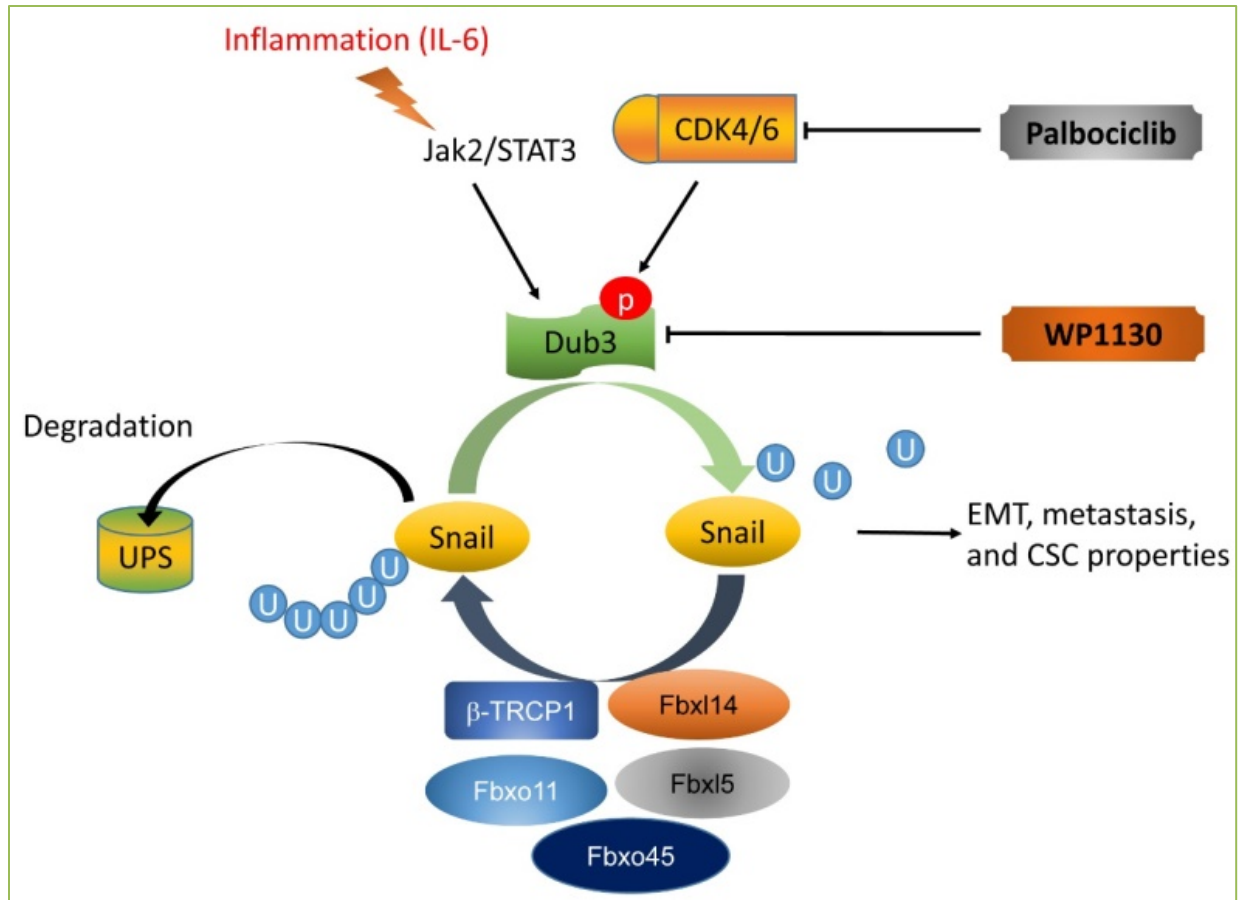 Inflammation (IL-6)
Jak2/STAT3
CDK4/6
Palbociclib
p
Dub3
WP1130
Degradation
UPS
Snail
U
U
U
U
U
Snail
U
U
U
EMT, metastasis,
and CSC properties
β-TRCP1
Fbxl14
Fbxo11
Fbxl5
Fbxo45